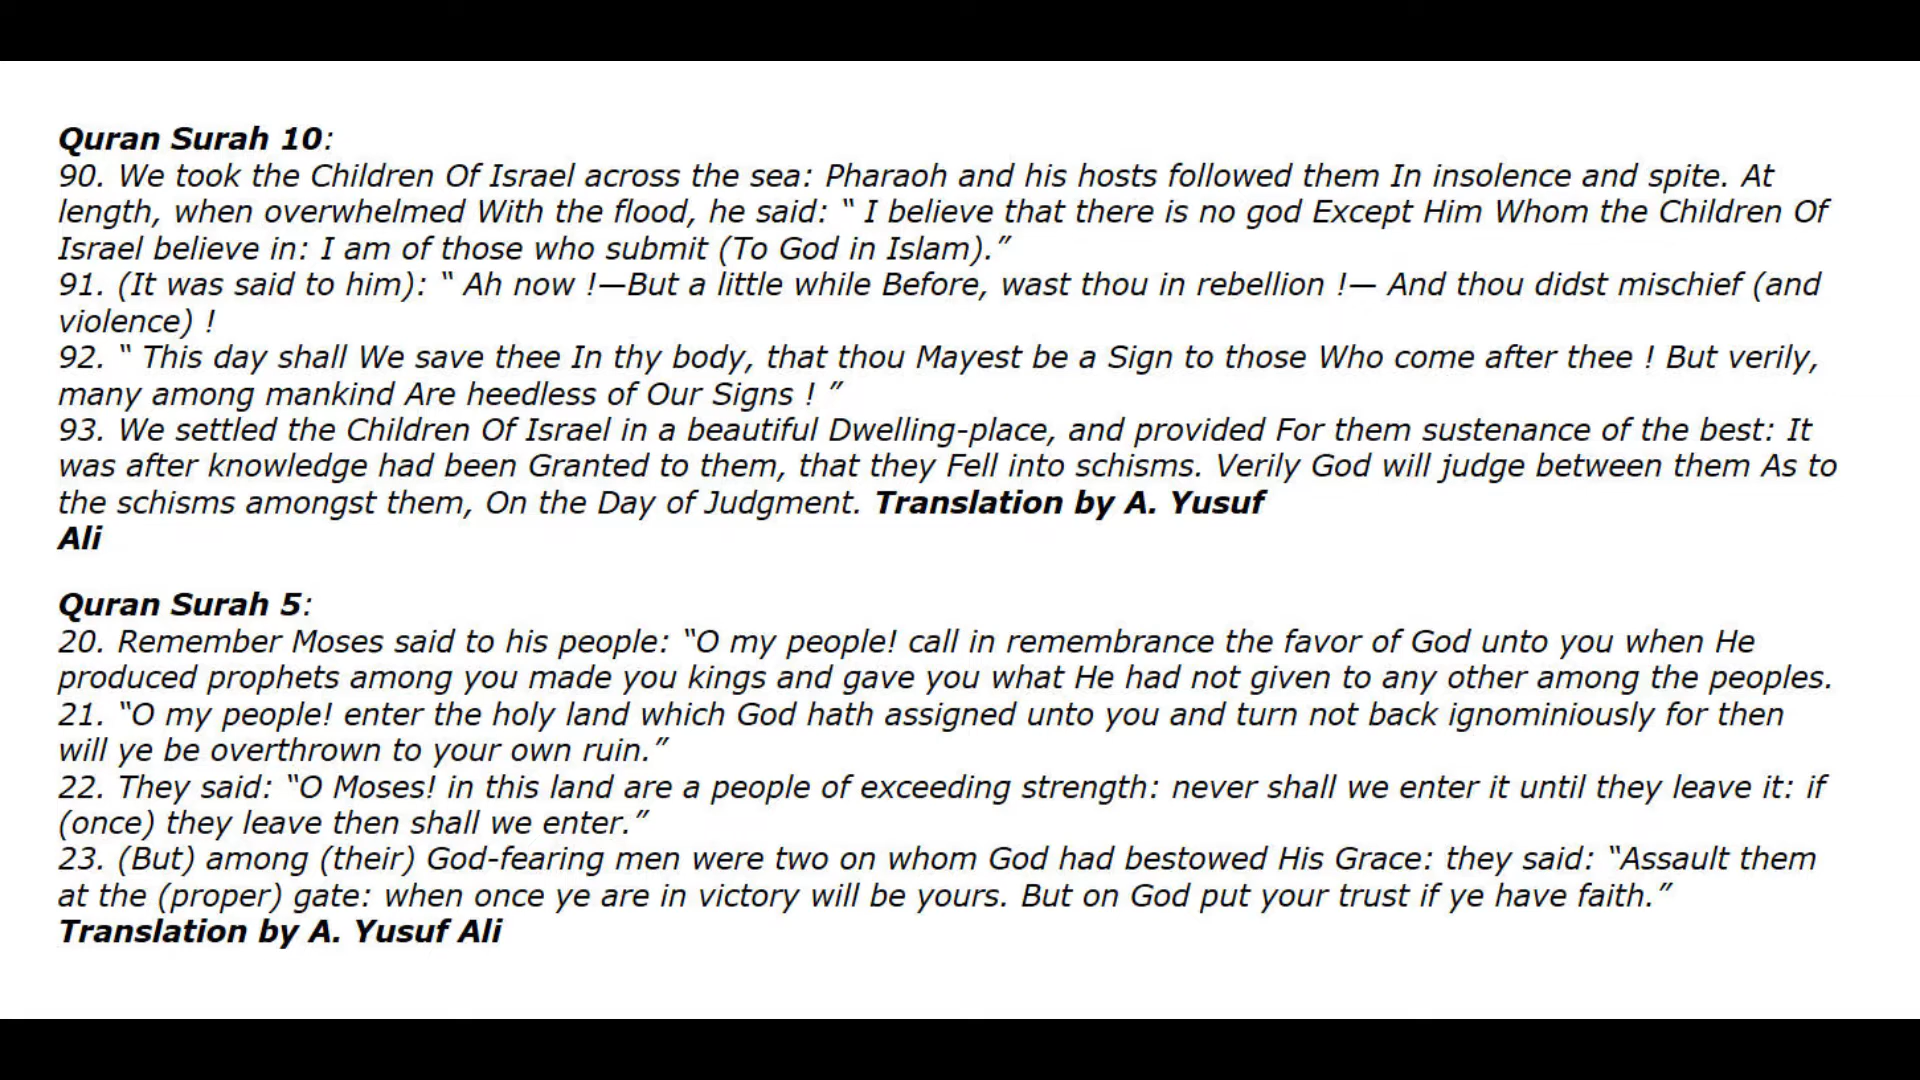 Quran Surah 10:
90. We took the Children Of Israel across the sea: Pharaoh and his hosts followed them In insolence and spite. At
length, when overwhelmed With the flood, he said: “ I believe that there is no god Except Him Whom the Children Of
Israel believe in: I am of those who submit (To God in Islam).”
91. (It was said to him): “ Ah now !—But a little while Before, wast thou in rebellion !— And thou didst mischief (and
violence) !
92. “ This day shall We save thee In thy body, that thou Mayest be a Sign to those Who come after thee ! But verily,
many among mankind Are heedless of Our Signs ! ”
93. We settled the Children Of Israel in a beautiful Dwelling-place, and provided For them sustenance of the best: It
was after knowledge had been Granted to them, that they Fell into schisms. Verily God will judge between them As to
the schisms amongst them, On the Day of Judgment. Translation by A. Yusuf
Ali
Quran Surah 5:
20. Remember Moses said to his people: “O my people! call in remembrance the favor of God unto you when He
produced prophets among you made you kings and gave you what He had not given to any other among the peoples.
21. “O my people! enter the holy land which God hath assigned unto you and turn not back ignominiously for then
will ye be overthrown to your own ruin.”
22. They said: “O Moses! in this land are a people of exceeding strength: never shall we enter it until they leave it: if
(once) they leave then shall we enter.”
23. (But) among (their) God-fearing men were two on whom God had bestowed His Grace: they said: “Assault them
at the (proper) gate: when once ye are in victory will be yours. But on God put your trust if ye have faith.”
Translation by A. Yusuf Ali